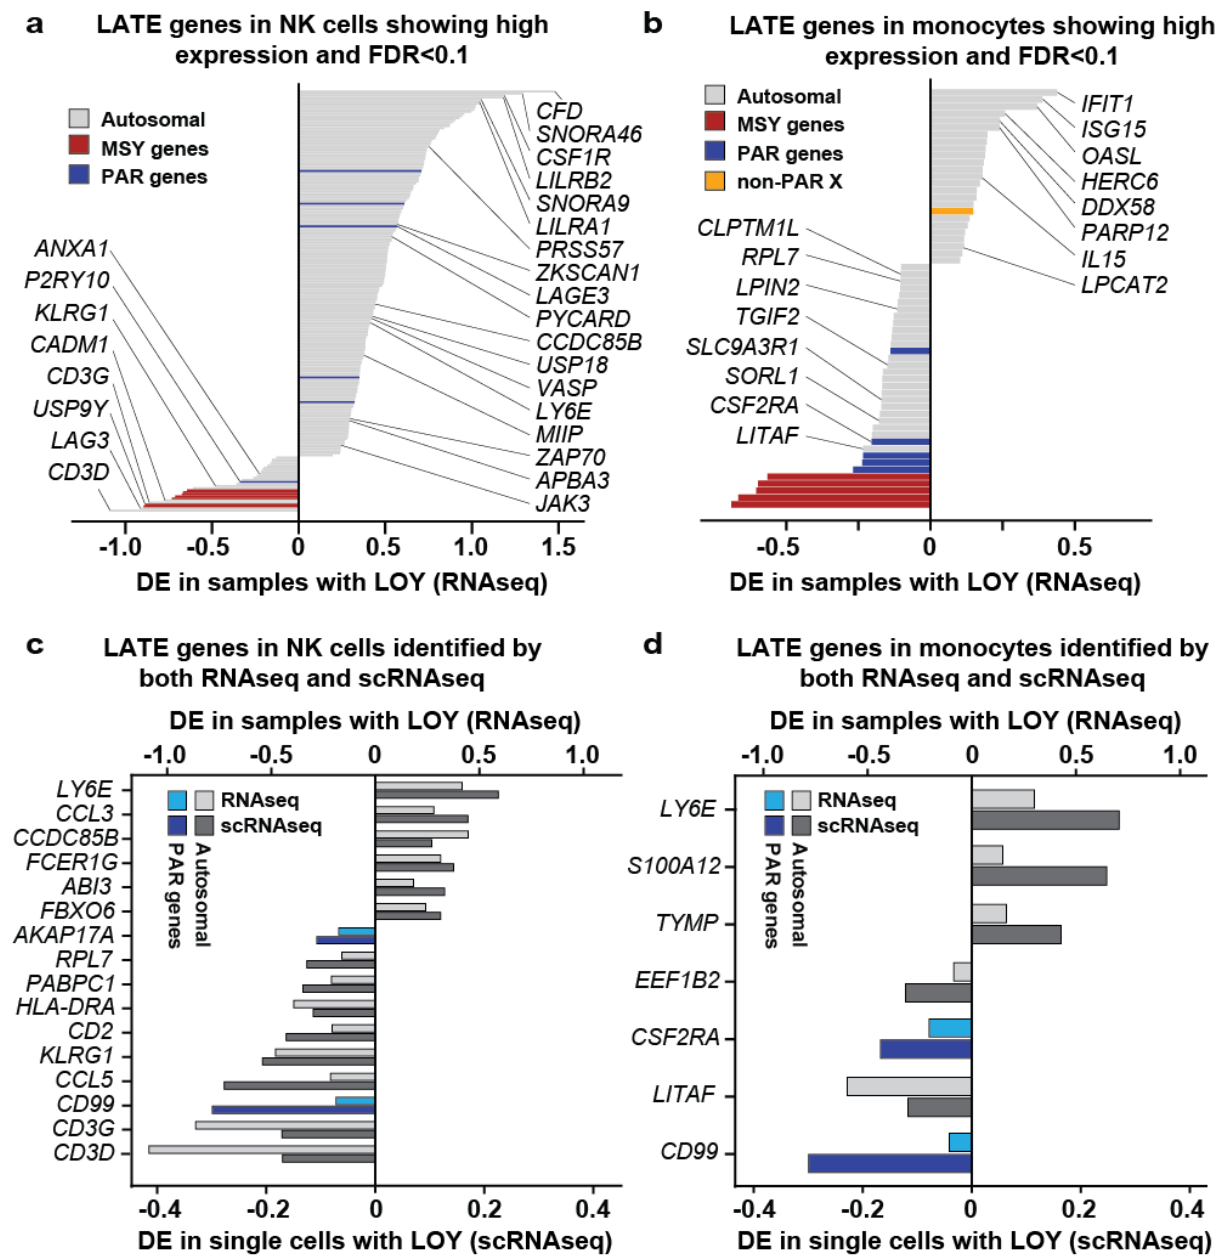 a
LATE genes in NK cells showing high
expression and FDR<0.1
Autosomal
MSY genes
PAR genes
CFD
SNORA46
CSF1R
LILRB2
SNORA9
LILRA1
PRSS57
ZKSCAN1
LAGE3
PYCARD
CCDC85B
USP18
VASP
LY6E
MIIP
ZAP70
APBA3
JAK3
ANXA1
P2RY10
KLRG1
CADM1
CD3G
USP9Y
LAG3
CD3D
-1.0 -0.5 0 0.5 1.0 1.5
DE in samples with LOY (RNAseq)
b
LATE genes in monocytes showing high
expression and FDR<0.1
Autosomal
MSY genes
PAR genes
non-PAR X
IFIT1
ISG15
OASL
HERC6
DDX58
PARP12
IL15
LPCAT2
CLPTM1L
RPL7
LPIN2
TGIF2
SLC9A3R1
SORL1
CSF2RA
LITAF
-0.5 0 0.5
DE in samples with LOY (RNAseq)
c
LATE genes in NK cells identified by
both RNAseq and scRNAseq
DE in samples with LOY (RNAseq)
-1.0 -0.5 0 0.5 1.0
RNAseq
scRNAseq
PAR genes
Autosomal
LY6E
CCL3
CCDC85B
FCER1G
ABI3
FBXO6
AKAP17A
RPL7
PABPC1
HLA-DRA
CD2
KLRG1
CCL5
CD99
CD3G
CD3D
-0.4 -0.2 0 0.2 0.4
DE in single cells with LOY (scRNAseq)
d
LATE genes in monocytes identified by
both RNAseq and scRNAseq
DE in samples with LOY (RNAseq)
-1.0 -0.5 0 0.5 1.0
RNAseq
scRNAseq
PAR genes
Autosomal
LY6E
S100A12
TYMP
EEF1B2
CSF2RA
LITAF
CD99
-0.4 -0.2 0 0.2 0.4
DE in single cells with LOY (scRNAseq)